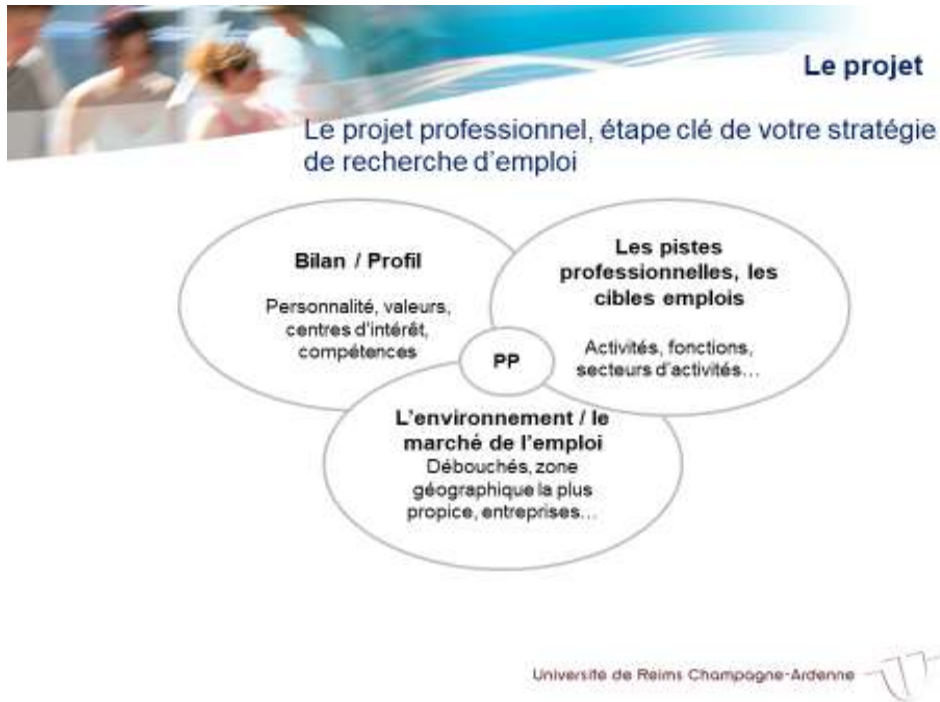 Le projet
Le projet professionnel, étape clé de votre stratégie
de recherche d'emploi
Bilan / Profil
Personnalité, valeurs,
centres d'intérêt,
compétences
Les pistes
professionnelles, les
cibles emplois
Activités, fonctions,
secteurs d'activités…
PP
L'environnement / le
marché de l'emploi
Débouchés, zone
géographique la plus
propice, entreprises…
Université de Reims Champagne-Ardenne